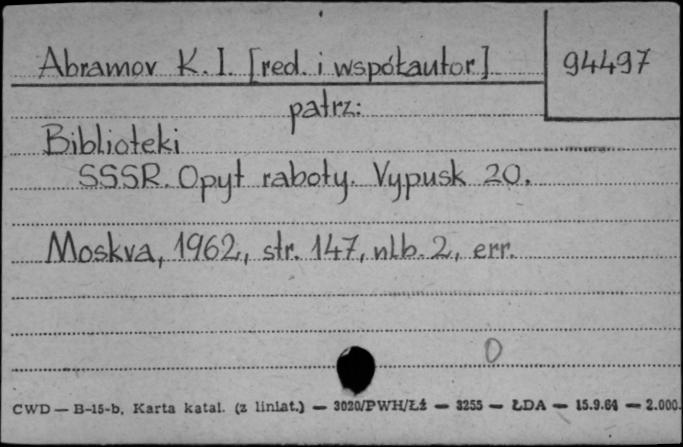 Abramov K. I. [red. i współautor] 94497
patrz:
Biblioteki
SSSR. Opyt raboty. Vypusk 20.
Moskva, 1962, str. 147, nlb. 2, err.
0
CWD — B-15-b, Karta katal. (z liniat.) — 3020/PWH/Łź — 3255 — ŁDA — 15.9.64 — 2.000.